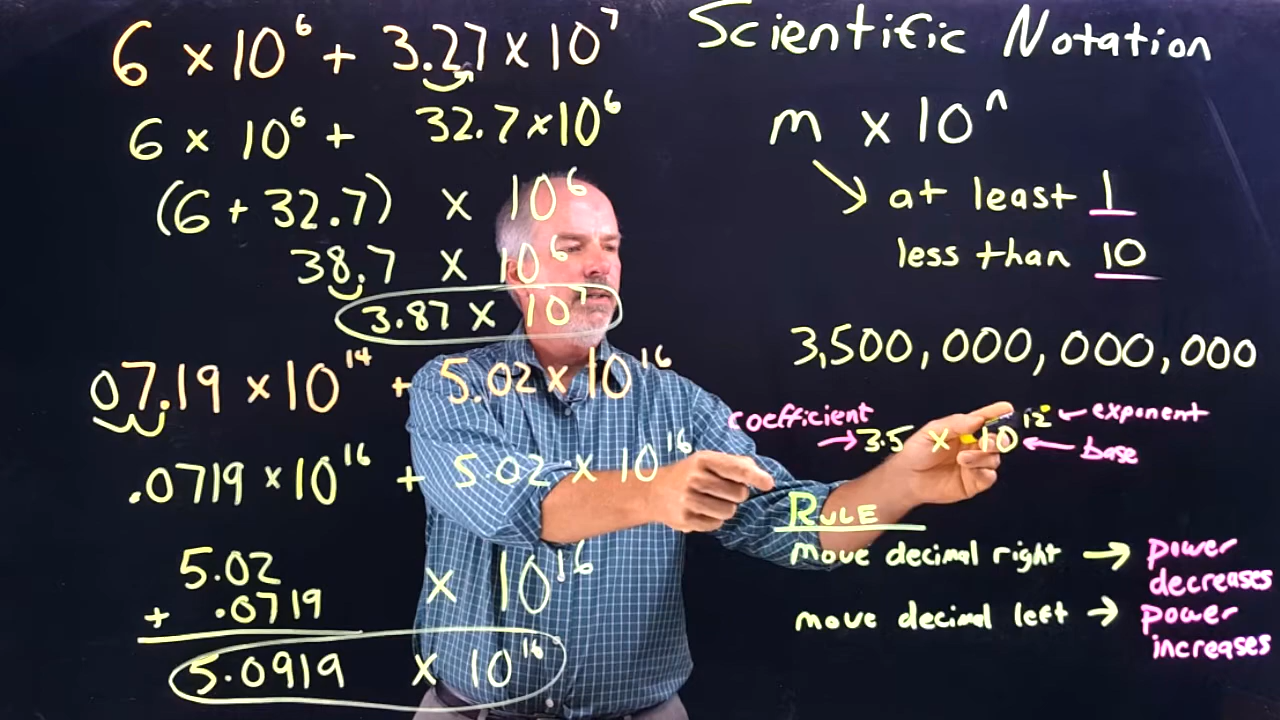 6 × 10⁶ + 3.27 × 10⁷
6 × 10⁶ + 32.7 × 10⁶
(6 + 32.7) × 10⁶
38.7 × 10⁶
3.87 × 10⁷
07.19 × 10¹⁴ + 5.02 × 10¹⁶
.0719 × 10¹⁶ + 5.02 × 10¹⁶
5.02
+ .0719 × 10¹⁶
5.0919 × 10¹⁶
Scientific Notation
m × 10ⁿ
→ at least 1
less than 10
3,500,000,000,000
coefficient → 3.5 × 10¹² ← exponent
← base
RULE
move decimal right → power decreases
move decimal left → power increases